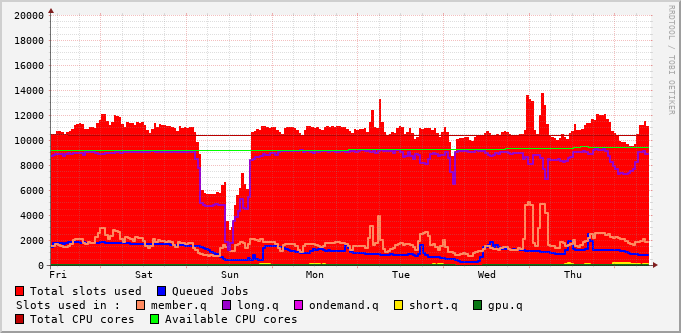 RRDTOOL / TOBI OETIKER
20000
18000
16000
14000
12000
10000
8000
6000
4000
2000
0
Fri Sat Sun Mon Tue Wed Thu
Total slots used Queued Jobs
Slots used in : member.q long.q ondemand.q short.q gpu.q
Total CPU cores Available CPU cores